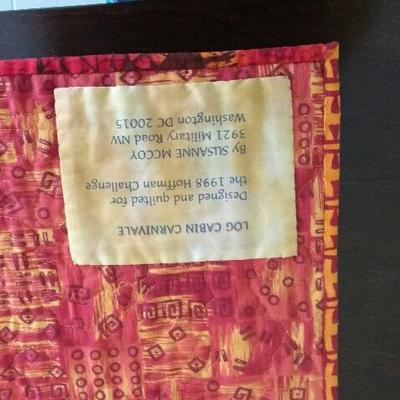 LOG CABIN CARNIVALE
Designed and quilted for
the 1998 Hoffman Challenge
By SUSANNE MCCOY
3921 Military Road NW
Washington DC 20015